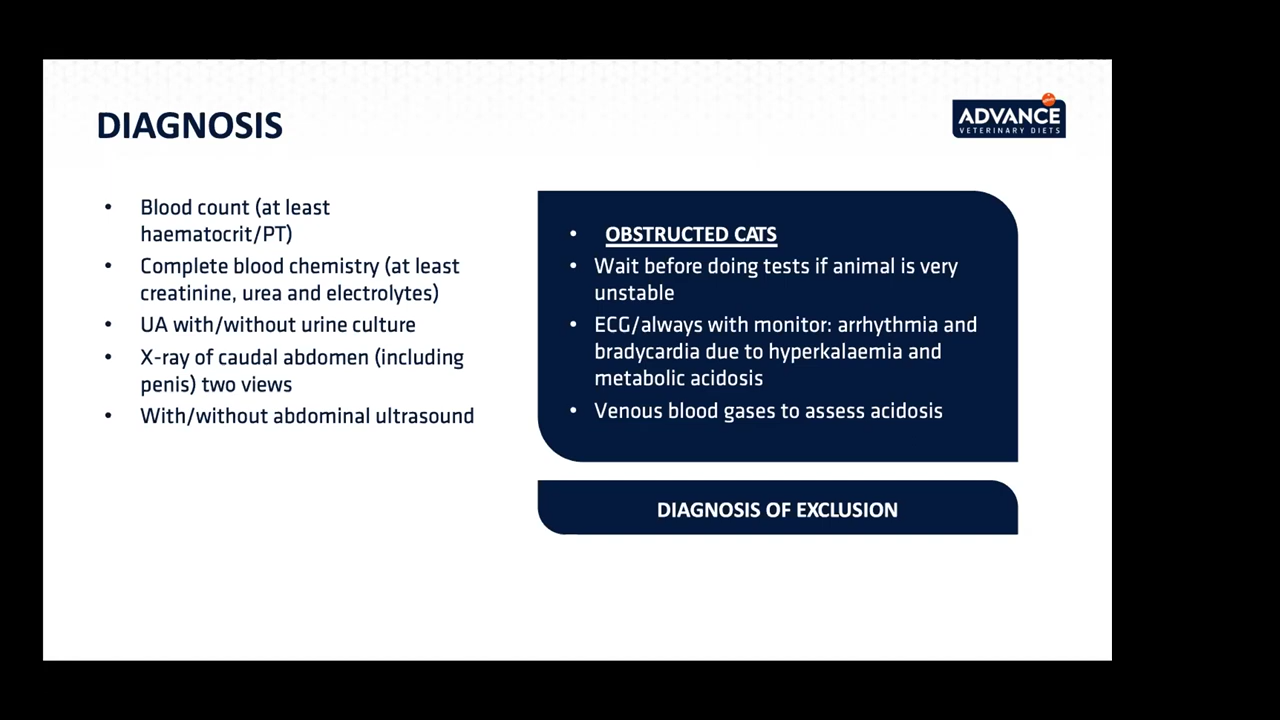 DIAGNOSIS
ADVANCE
VETERINARY DIETS
• Blood count (at least
haematocrit/PT)
• Complete blood chemistry (at least
creatinine, urea and electrolytes)
• UA with/without urine culture
• X-ray of caudal abdomen (including
penis) two views
• With/without abdominal ultrasound
• OBSTRUCTED CATS
• Wait before doing tests if animal is very
unstable
• ECG/always with monitor: arrhythmia and
bradycardia due to hyperkalaemia and
metabolic acidosis
• Venous blood gases to assess acidosis
DIAGNOSIS OF EXCLUSION